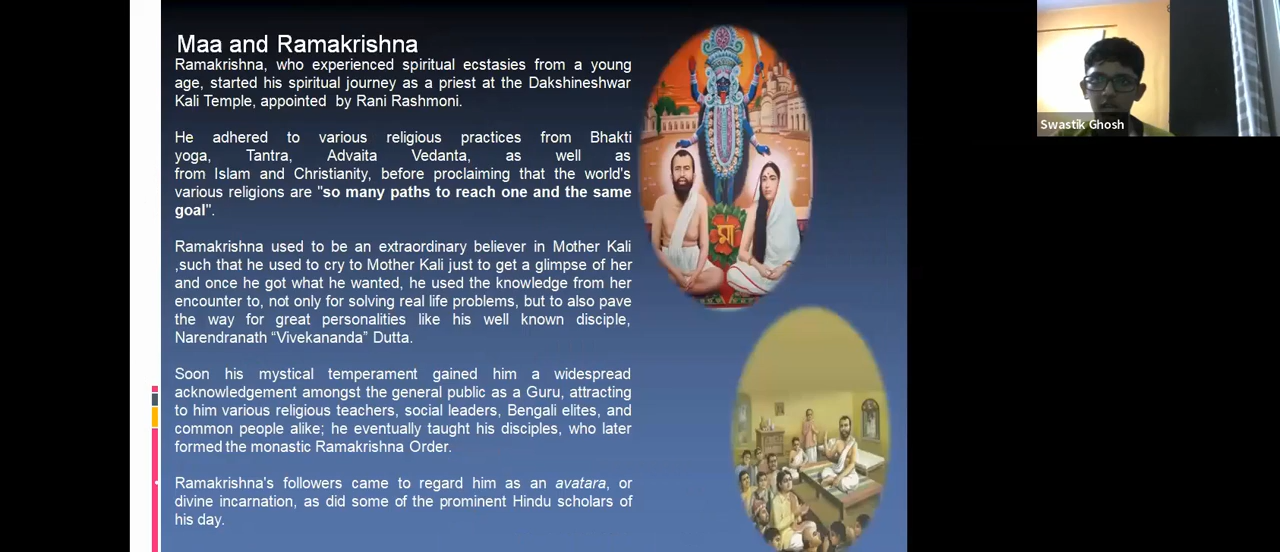 Maa and Ramakrishna
Ramakrishna, who experienced spiritual ecstasies from a young
age, started his spiritual journey as a priest at the Dakshineshwar
Kali Temple, appointed by Rani Rashmoni.
He adhered to various religious practices from Bhakti
yoga, Tantra, Advaita Vedanta, as well as
from Islam and Christianity, before proclaiming that the world's
various religions are "so many paths to reach one and the same
goal".
Ramakrishna used to be an extraordinary believer in Mother Kali
,such that he used to cry to Mother Kali just to get a glimpse of her
and once he got what he wanted, he used the knowledge from her
encounter to, not only for solving real life problems, but to also pave
the way for great personalities like his well known disciple,
Narendranath “Vivekananda” Dutta.
Soon his mystical temperament gained him a widespread
acknowledgement amongst the general public as a Guru, attracting
to him various religious teachers, social leaders, Bengali elites, and
common people alike; he eventually taught his disciples, who later
formed the monastic Ramakrishna Order.
Ramakrishna's followers came to regard him as an avatara, or
divine incarnation, as did some of the prominent Hindu scholars of
his day.
মা
Swastik Ghosh